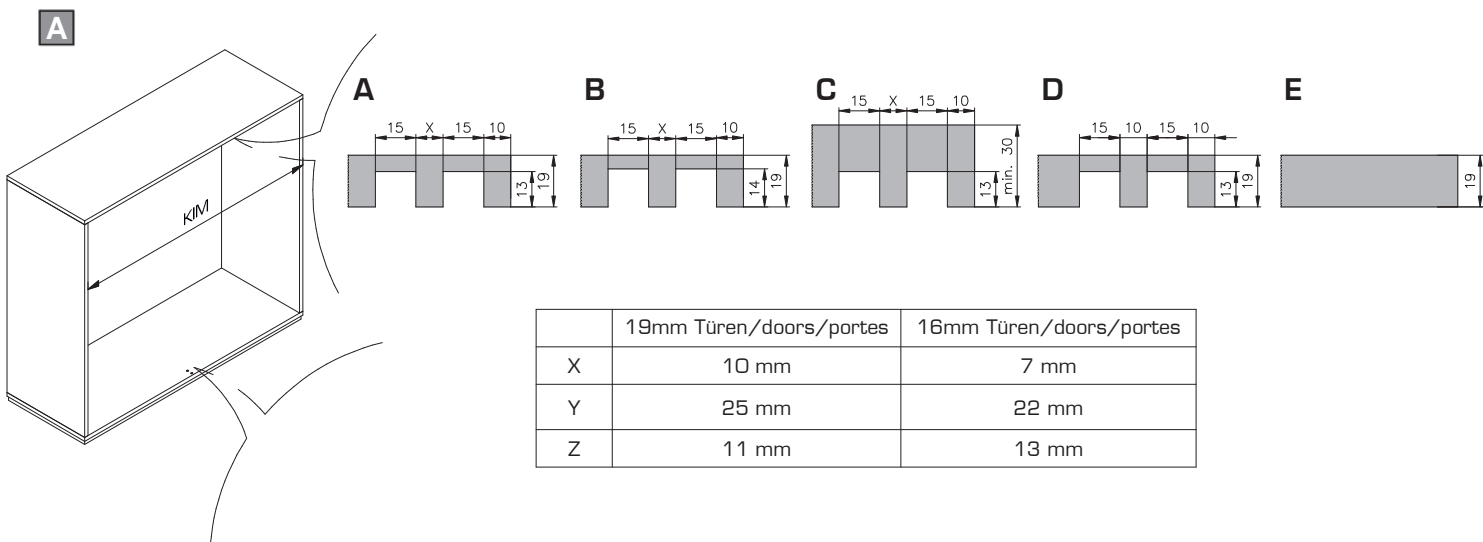 A
KIM
A
15 X 15 10
13 19
B
15 X 15 10
14 19
C
15 X 15 10
13 min. 30
D
15 10 15 10
13 19
E
19
19mm Türen/doors/portes 16mm Türen/doors/portes
X 10 mm 7 mm
Y 25 mm 22 mm
Z 11 mm 13 mm